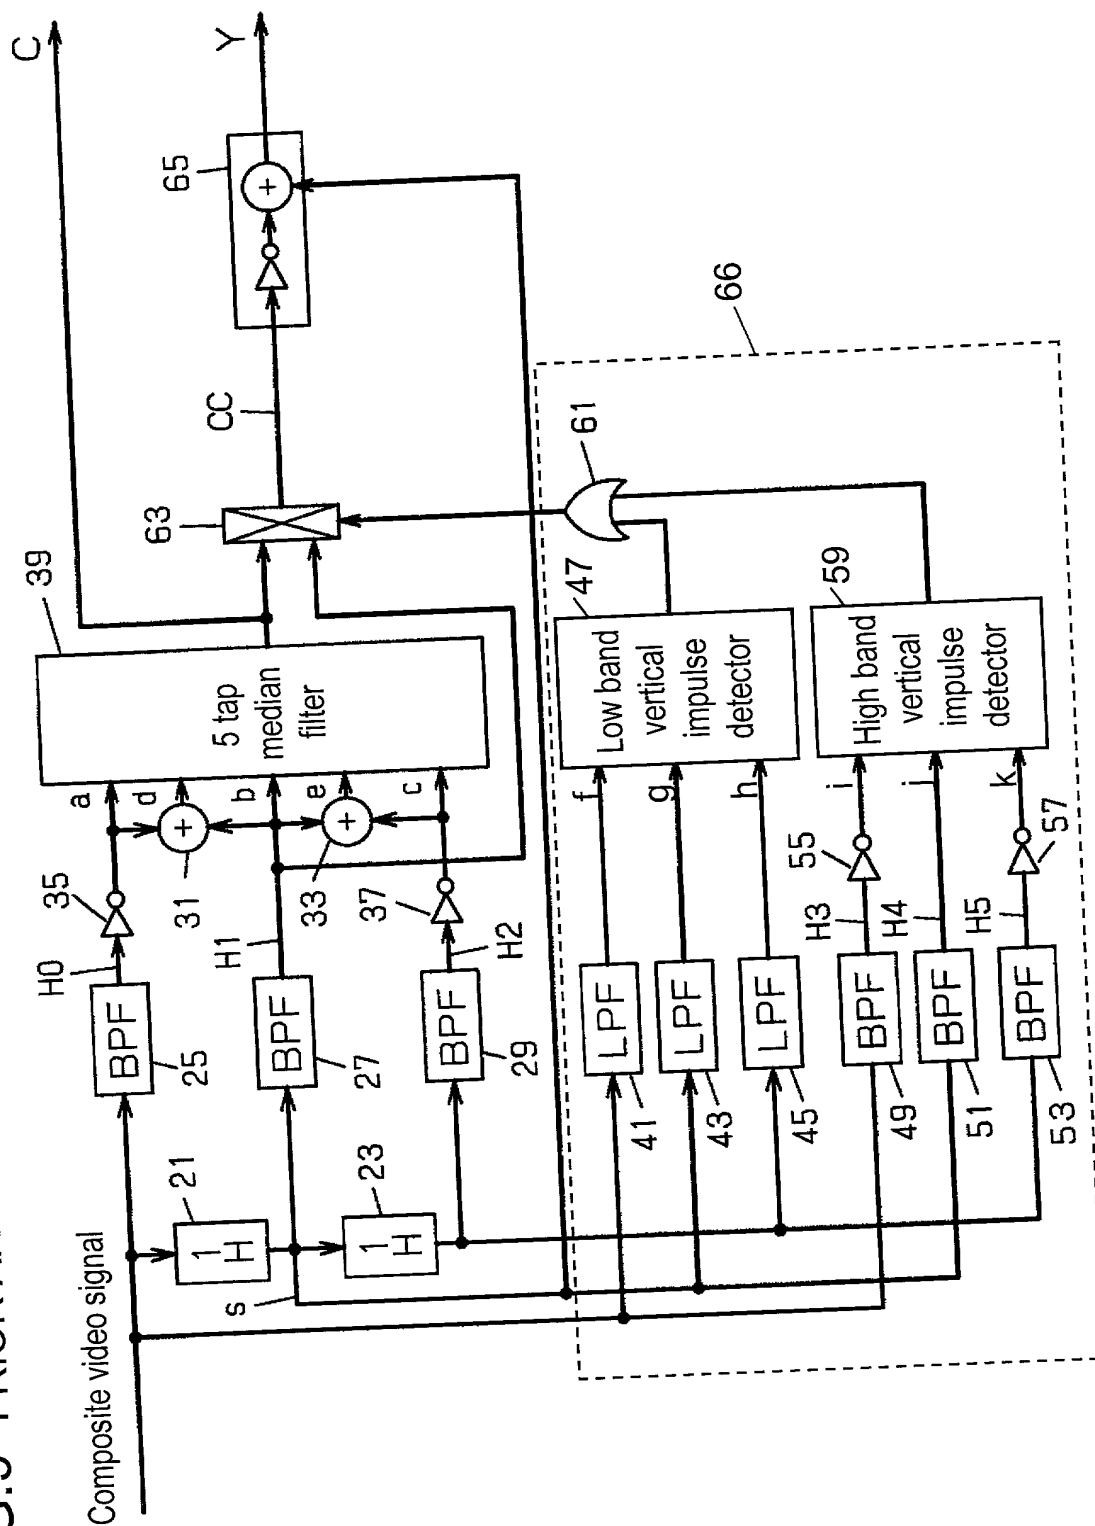 PRIOR ART
Composite video signal
s
21
1H
23
1H
BPF
25
BPF
27
BPF
29
H0
H1
H2
35
37
31
+
33
+
a
d
b
e
c
39
5 tap
median
filter
63
CC
65
+
C
Y
66
LPF
41
LPF
43
LPF
45
BPF
49
BPF
51
BPF
53
H3
H4
H5
55
57
f
g
h
i
j
k
47
Low band
vertical
impulse
detector
59
High band
vertical
impulse
detector
61